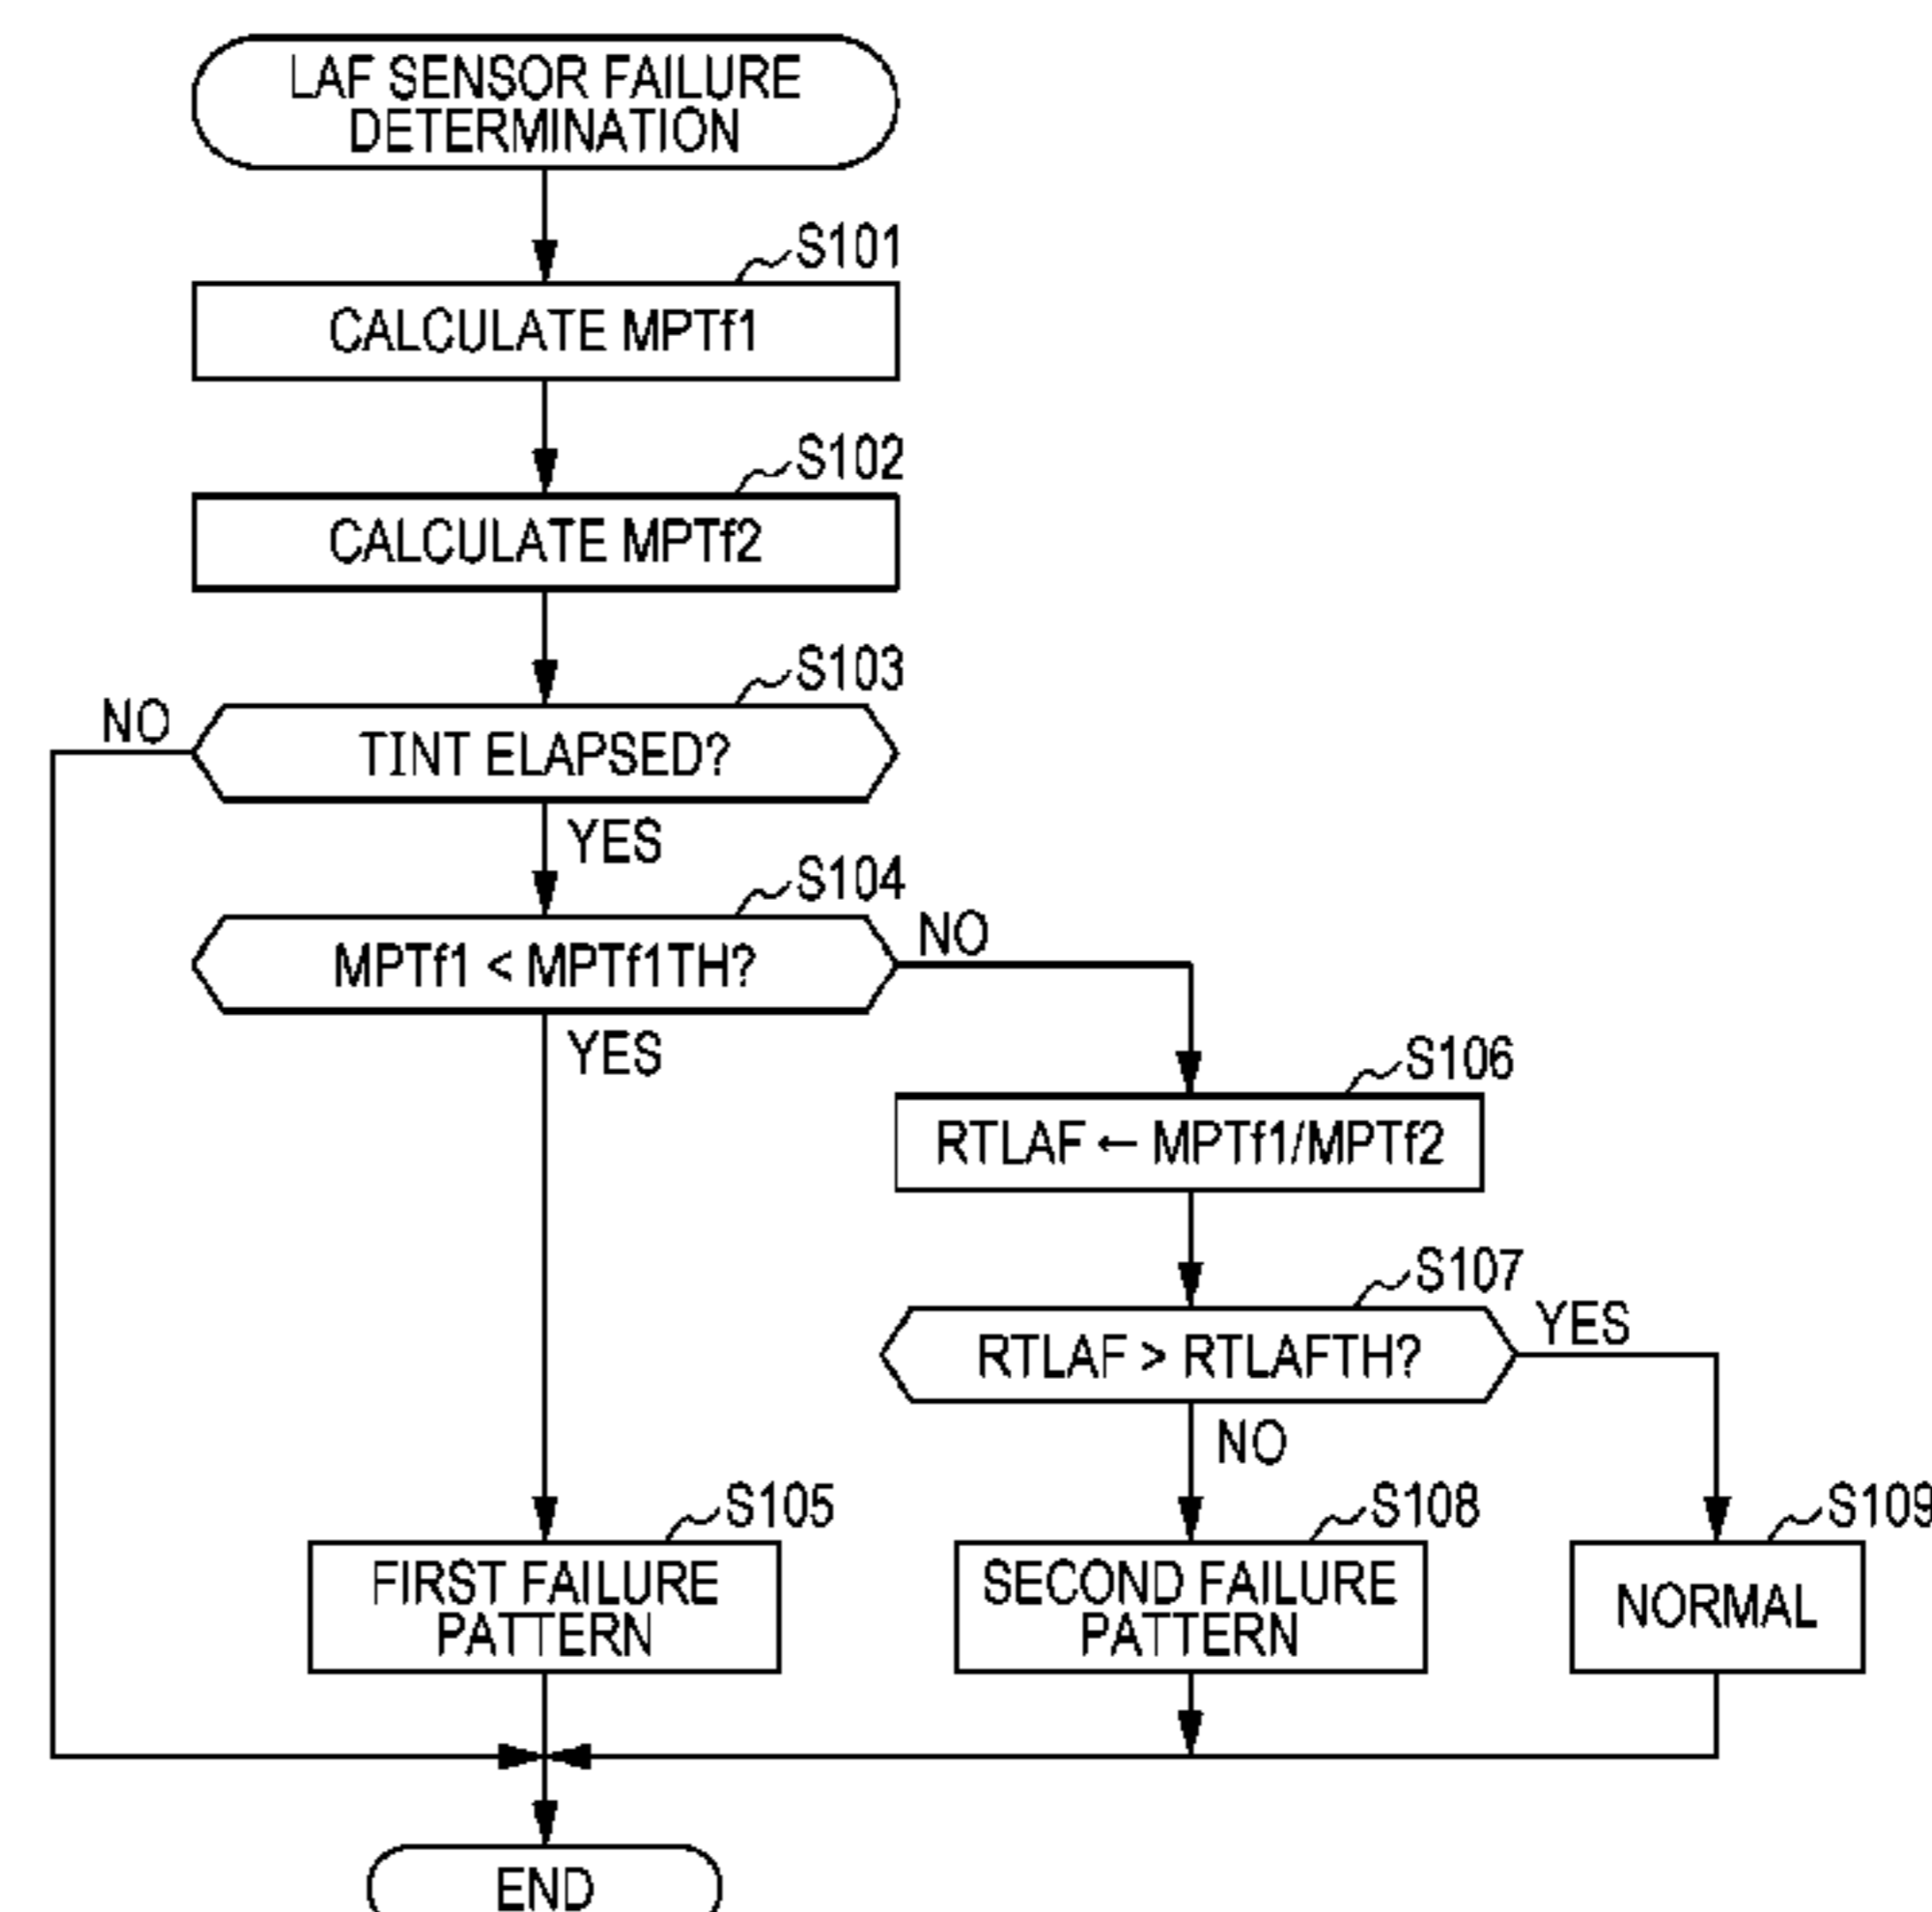 LAF SENSOR FAILURE
DETERMINATION
S101
CALCULATE MPTf1
S102
CALCULATE MPTf2
S103
NO
TINT ELAPSED?
YES
S104
MPTf1 < MPTf1TH?
NO
YES
S106
RTLAF ← MPTf1/MPTf2
S107
RTLAF > RTLAFTH?
YES
NO
S105
FIRST FAILURE
PATTERN
S108
SECOND FAILURE
PATTERN
S109
NORMAL
END